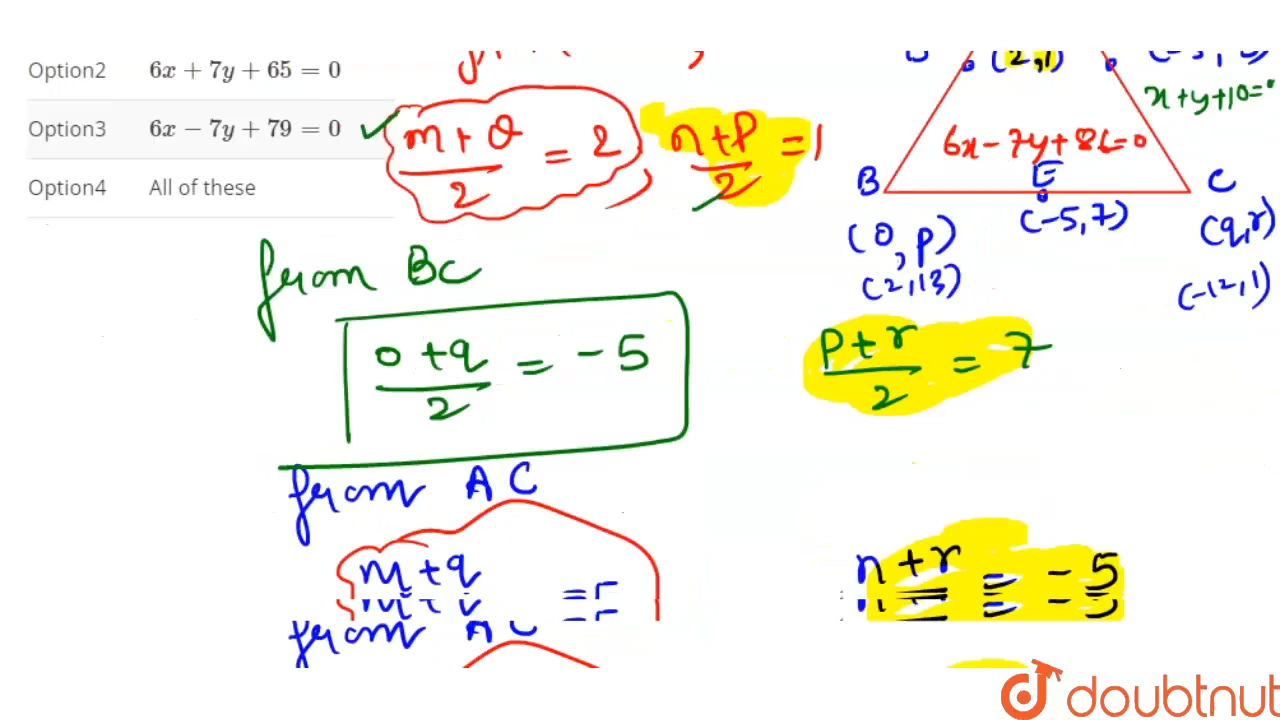 Option2 6x + 7y + 65 = 0
(2,1)
x+y+10=
Option3 6x − 7y + 79 = 0 ✓
m+o/2 = 2
n+p/2 = 1
6x-7y+86=0
B
E
C
(-5,7)
(o,p)
(q,r)
(2,13)
(-12,1)
Option4 All of these
from BC
o+q/2 = -5
p+r/2 = 7
from AC
m+q =
n+r = -5
from AC
doubtnut